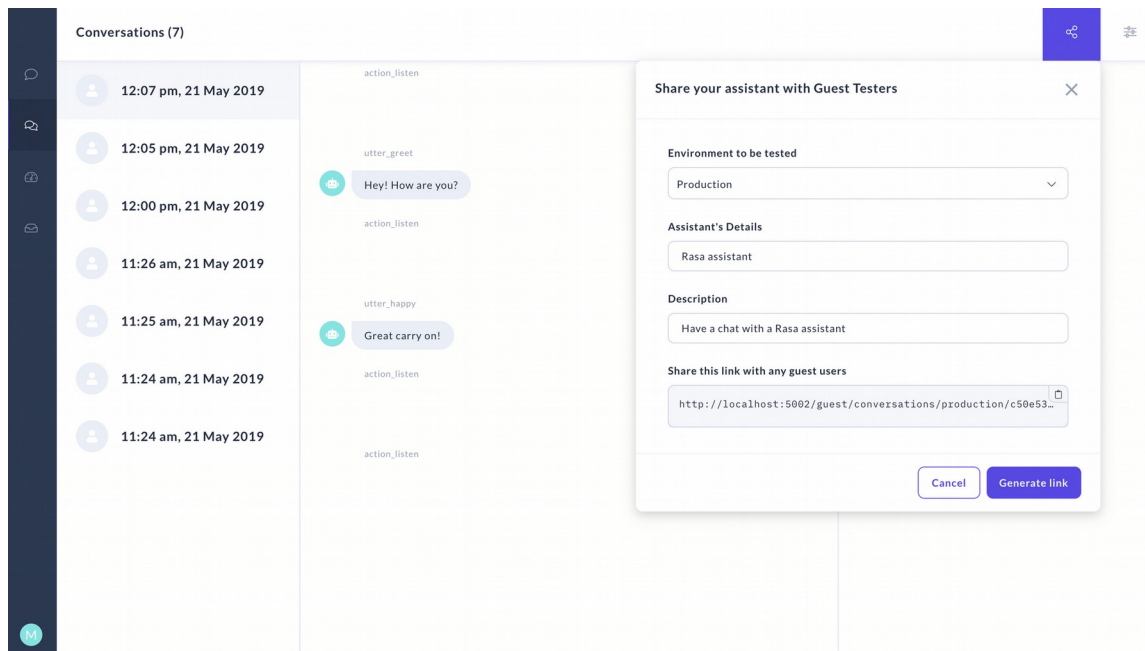 Conversations (7)
12:07 pm, 21 May 2019
12:05 pm, 21 May 2019
12:00 pm, 21 May 2019
11:26 am, 21 May 2019
11:25 am, 21 May 2019
11:24 am, 21 May 2019
11:24 am, 21 May 2019
M
action_listen
utter_greet
Hey! How are you?
action_listen
utter_happy
Great carry on!
action_listen
action_listen
Share your assistant with Guest Testers
Environment to be tested
Production
Assistant's Details
Rasa assistant
Description
Have a chat with a Rasa assistant
Share this link with any guest users
http://localhost:5002/guest/conversations/production/c50e53…
Cancel
Generate link